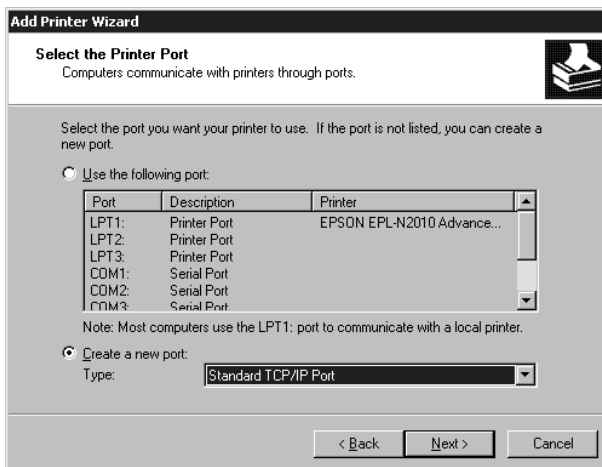 Add Printer Wizard
Select the Printer Port
Computers communicate with printers through ports.
Select the port you want your printer to use. If the port is not listed, you can create a
new port.
Use the following port:
Port Description Printer
LPT1: Printer Port EPSON EPL-N2010 Advance...
LPT2: Printer Port
LPT3: Printer Port
COM1: Serial Port
COM2: Serial Port
COM3: Serial Port
Note: Most computers use the LPT1: port to communicate with a local printer.
Create a new port:
Type: Standard TCP/IP Port
< Back Next > Cancel